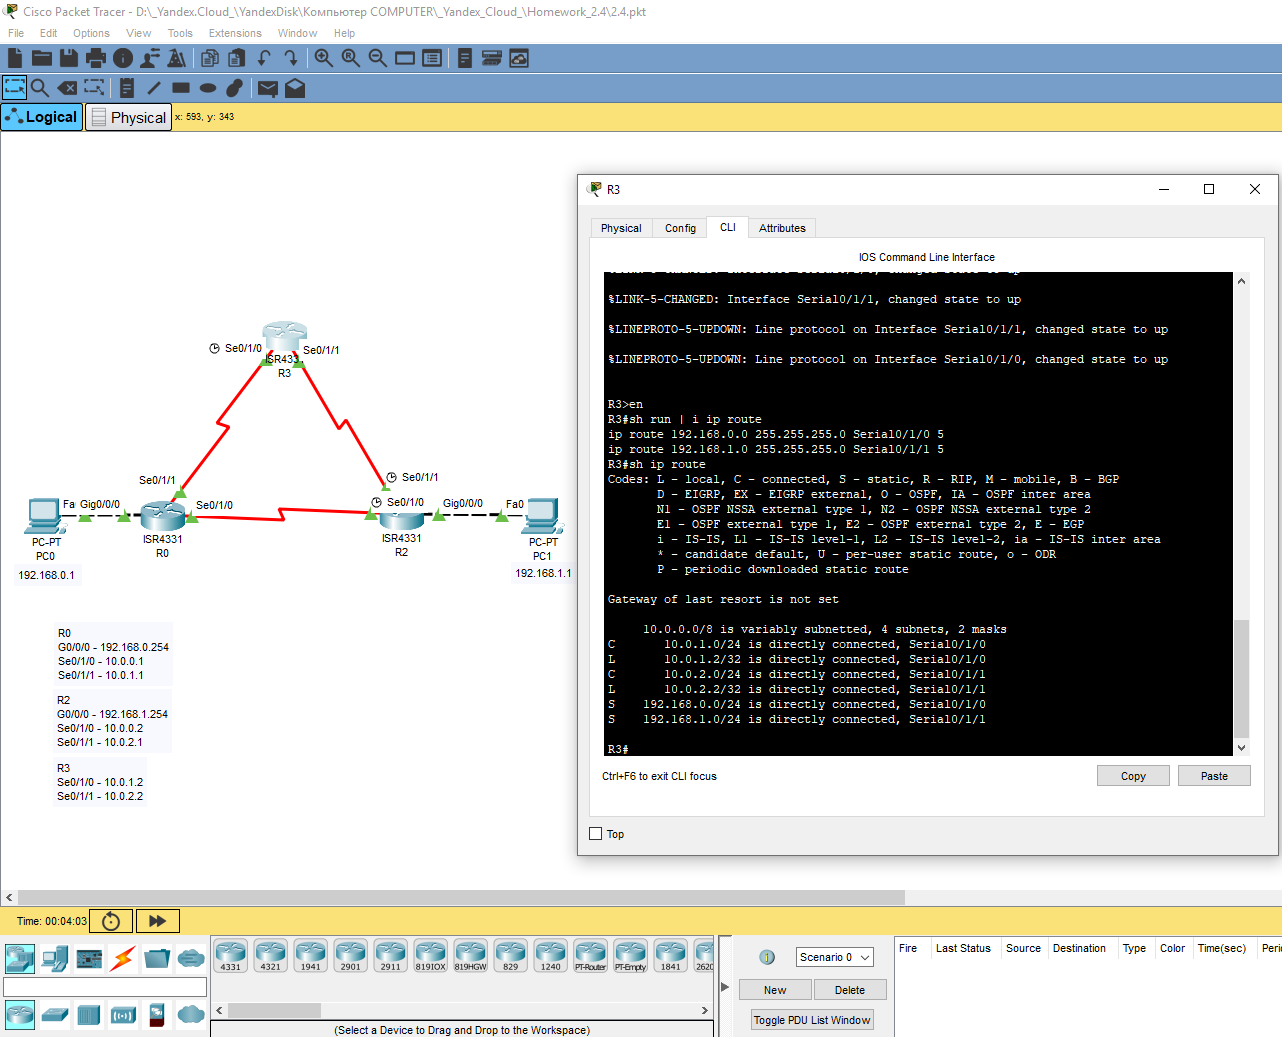 Cisco Packet Tracer - D:\_Yandex.Cloud_\YandexDisk\Компьютер COMPUTER\_Yandex_Cloud_\Homework_2.4\2.4.pkt
File Edit Options View Tools Extensions Window Help
Logical Physical x: 593, y: 343
Se0/1/0 Se0/1/1
ISR433
R3
Se0/1/1
Se0/1/1
Fa Gig0/0/0 Se0/1/0 Se0/1/0 Gig0/0/0 Fa0
PC-PT ISR4331 ISR4331 PC-PT
PC0 R0 R2 PC1
192.168.0.1 192.168.1.1
R0
G0/0/0 - 192.168.0.254
Se0/1/0 - 10.0.0.1
Se0/1/1 - 10.0.1.1
R2
G0/0/0 - 192.168.1.254
Se0/1/0 - 10.0.0.2
Se0/1/1 - 10.0.2.1
R3
Se0/1/0 - 10.0.1.2
Se0/1/1 - 10.0.2.2
R3
Physical Config CLI Attributes
IOS Command Line Interface
%LINK-5-CHANGED: Interface Serial0/1/1, changed state to up
%LINEPROTO-5-UPDOWN: Line protocol on Interface Serial0/1/1, changed state to up
%LINEPROTO-5-UPDOWN: Line protocol on Interface Serial0/1/0, changed state to up
R3>en
R3#sh run | i ip route
ip route 192.168.0.0 255.255.255.0 Serial0/1/0 5
ip route 192.168.1.0 255.255.255.0 Serial0/1/1 5
R3#sh ip route
Codes: L - local, C - connected, S - static, R - RIP, M - mobile, B - BGP
D - EIGRP, EX - EIGRP external, O - OSPF, IA - OSPF inter area
N1 - OSPF NSSA external type 1, N2 - OSPF NSSA external type 2
E1 - OSPF external type 1, E2 - OSPF external type 2, E - EGP
i - IS-IS, L1 - IS-IS level-1, L2 - IS-IS level-2, ia - IS-IS inter area
* - candidate default, U - per-user static route, o - ODR
P - periodic downloaded static route
Gateway of last resort is not set
10.0.0.0/8 is variably subnetted, 4 subnets, 2 masks
C 10.0.1.0/24 is directly connected, Serial0/1/0
L 10.0.1.2/32 is directly connected, Serial0/1/0
C 10.0.2.0/24 is directly connected, Serial0/1/1
L 10.0.2.2/32 is directly connected, Serial0/1/1
S 192.168.0.0/24 is directly connected, Serial0/1/0
S 192.168.1.0/24 is directly connected, Serial0/1/1
R3#
Ctrl+F6 to exit CLI focus Copy Paste
Top
Time: 00:04:03
4331 4321 1941 2901 2911 819IOX 819HGW 829 1240 PT-Router PT-Empty 1841 2620
(Select a Device to Drag and Drop to the Workspace)
Scenario 0
New Delete
Toggle PDU List Window
Fire Last Status Source Destination Type Color Time(sec) Peri